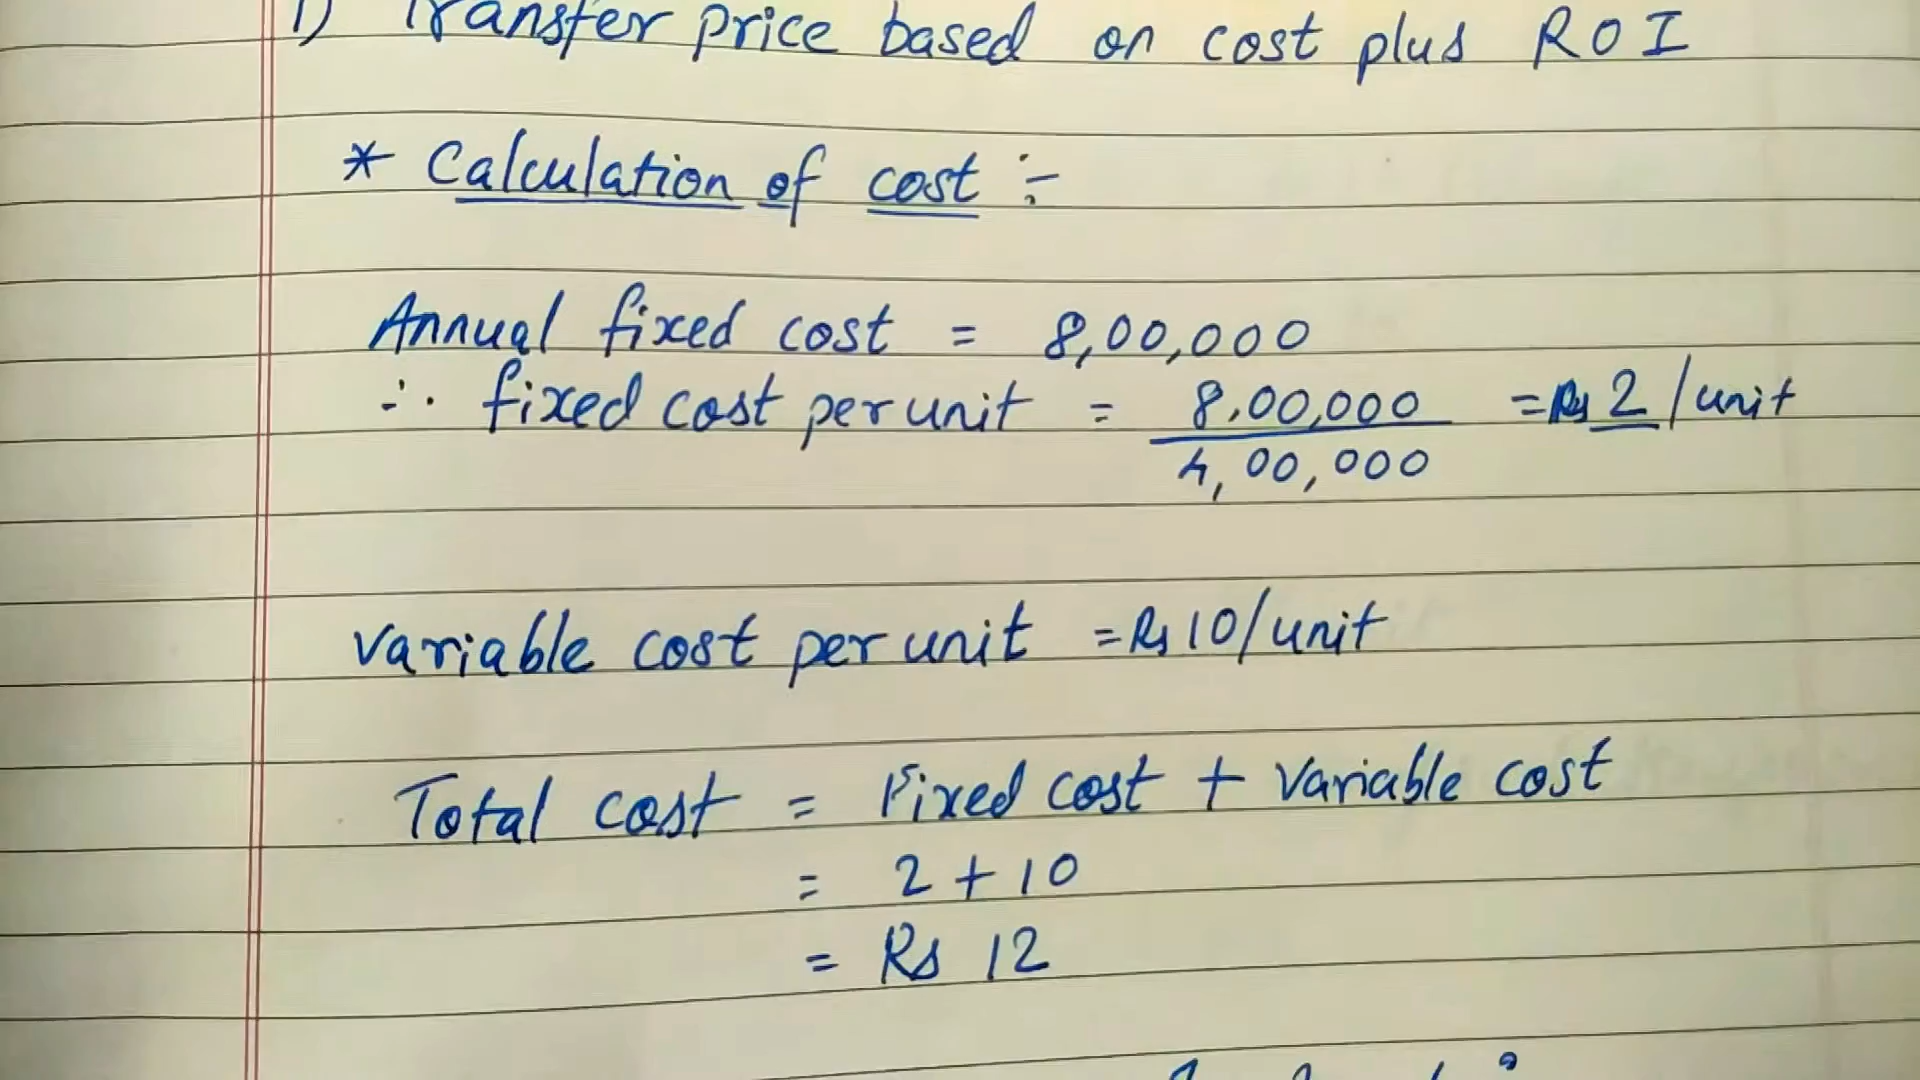 1) Transfer price based on cost plus ROI
* Calculation of cost :-
Annual fixed cost = 8,00,000
∴ fixed cost per unit = 8,00,000 / 4,00,000 = Rs 2 / unit
Variable cost per unit = Rs 10/unit
Total cost = Fixed cost + Variable cost
= 2 + 10
= Rs 12